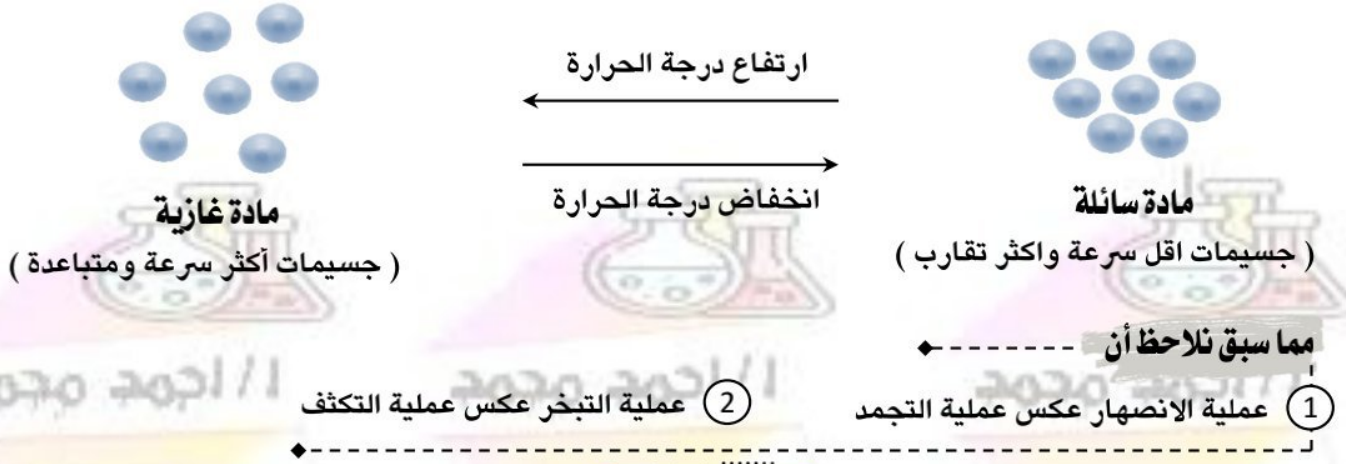 ارتفاع درجة الحرارة
انخفاض درجة الحرارة
مادة سائلة
( جسيمات اقل سرعة واكثر تقارب )
مادة غازية
( جسيمات أكثر سرعة ومتباعدة )
مما سبق نلاحظ أن
1 عملية الانصهار عكس عملية التجمد
2 عملية التبخر عكس عملية التكثف